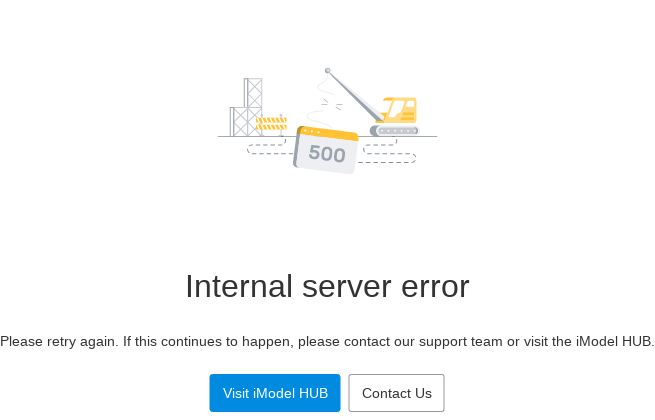 500
Internal server error
Please retry again. If this continues to happen, please contact our support team or visit the iModel HUB.
Visit iModel HUB
Contact Us